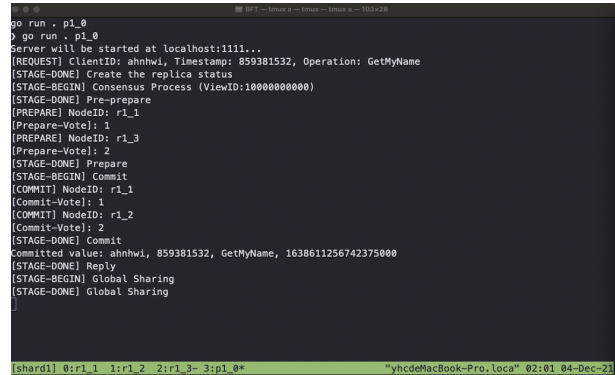 BFT — tmux a — tmux — tmux a — 103×28
go run . p1_0
❯ go run . p1_0
Server will be started at localhost:1111...
[REQUEST] ClientID: ahnhwi, Timestamp: 859381532, Operation: GetMyName
[STAGE-DONE] Create the replica status
[STAGE-BEGIN] Consensus Process (ViewID:10000000000)
[STAGE-DONE] Pre-prepare
[PREPARE] NodeID: r1_1
[Prepare-Vote]: 1
[PREPARE] NodeID: r1_3
[Prepare-Vote]: 2
[STAGE-DONE] Prepare
[STAGE-BEGIN] Commit
[COMMIT] NodeID: r1_1
[Commit-Vote]: 1
[COMMIT] NodeID: r1_2
[Commit-Vote]: 2
[STAGE-DONE] Commit
Committed value: ahnhwi, 859381532, GetMyName, 1638611256742375000
[STAGE-DONE] Reply
[STAGE-BEGIN] Global Sharing
[STAGE-DONE] Global Sharing
[shard1] 0:r1_1 1:r1_2 2:r1_3- 3:p1_0* "yhcdeMacBook-Pro.loca" 02:01 04-Dec-21